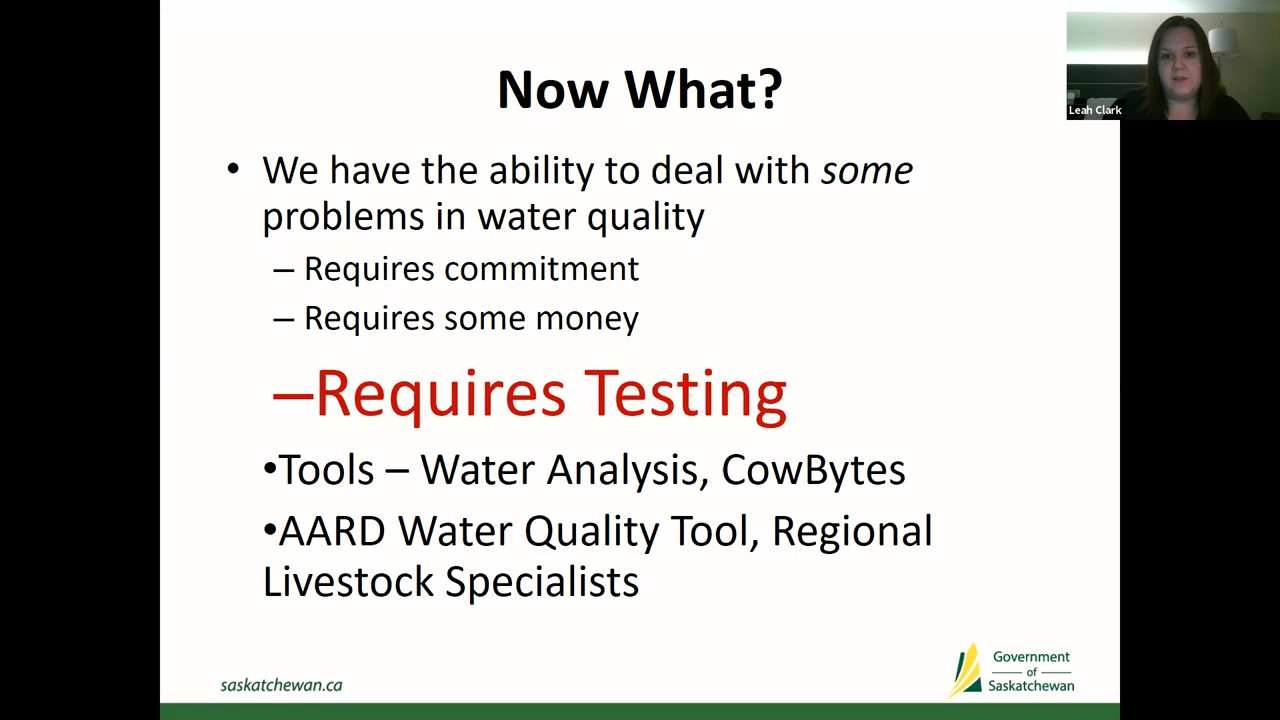 Now What?
Leah Clark
• We have the ability to deal with some
problems in water quality
– Requires commitment
– Requires some money
–Requires Testing
•Tools – Water Analysis, CowBytes
•AARD Water Quality Tool, Regional
Livestock Specialists
saskatchewan.ca
Government
of
Saskatchewan